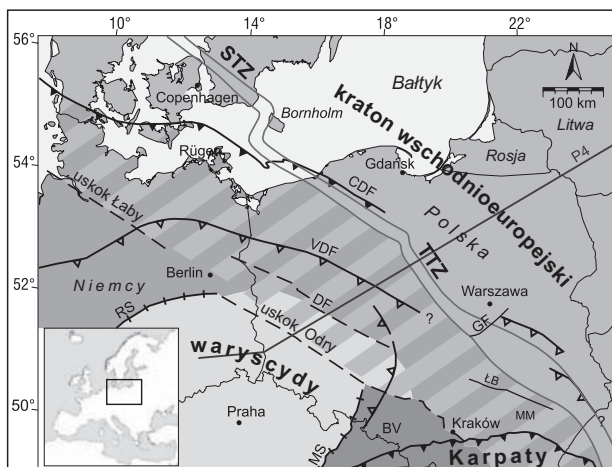 10° 14° 18° 22°
56°
54°
52°
50°
N
100 km
STZ
Bałtyk
Litwa
Copenhagen
Bornholm
kraton wschodnioeuropejski
Rügen
Gdańsk
Rosja
P4
CDF
uskok Łaby
Polska
VDF
TTZ
Berlin
Niemcy
DF
Warszawa
RS
uskok Odry
?
GF
waryscydy
ŁB
?
Praha
MM
Kraków
BV
MS
Karpaty